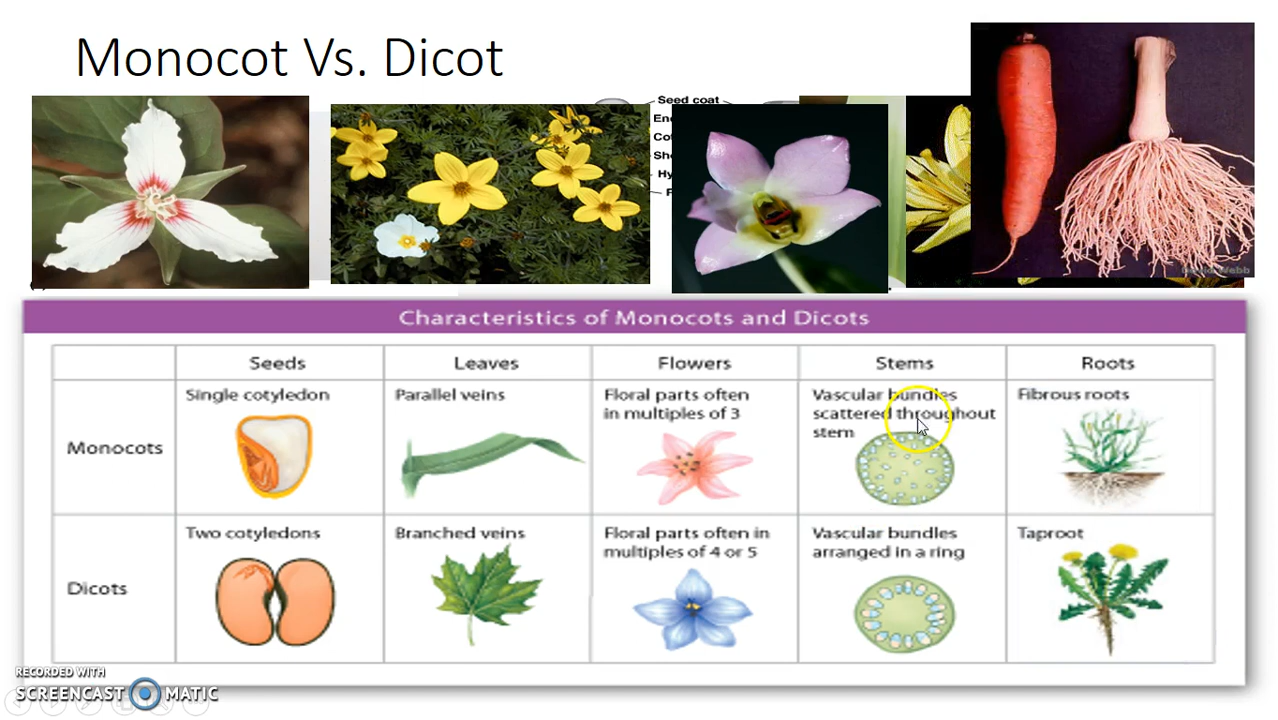 Monocot Vs. Dicot
Seed coat
Characteristics of Monocots and Dicots
Seeds
Leaves
Flowers
Stems
Roots
Monocots
Single cotyledon
Parallel veins
Floral parts often
in multiples of 3
Vascular bundles
scattered throughout
stem
Fibrous roots
Dicots
Two cotyledons
Branched veins
Floral parts often in
multiples of 4 or 5
Vascular bundles
arranged in a ring
Taproot
RECORDED WITH
SCREENCAST MATIC